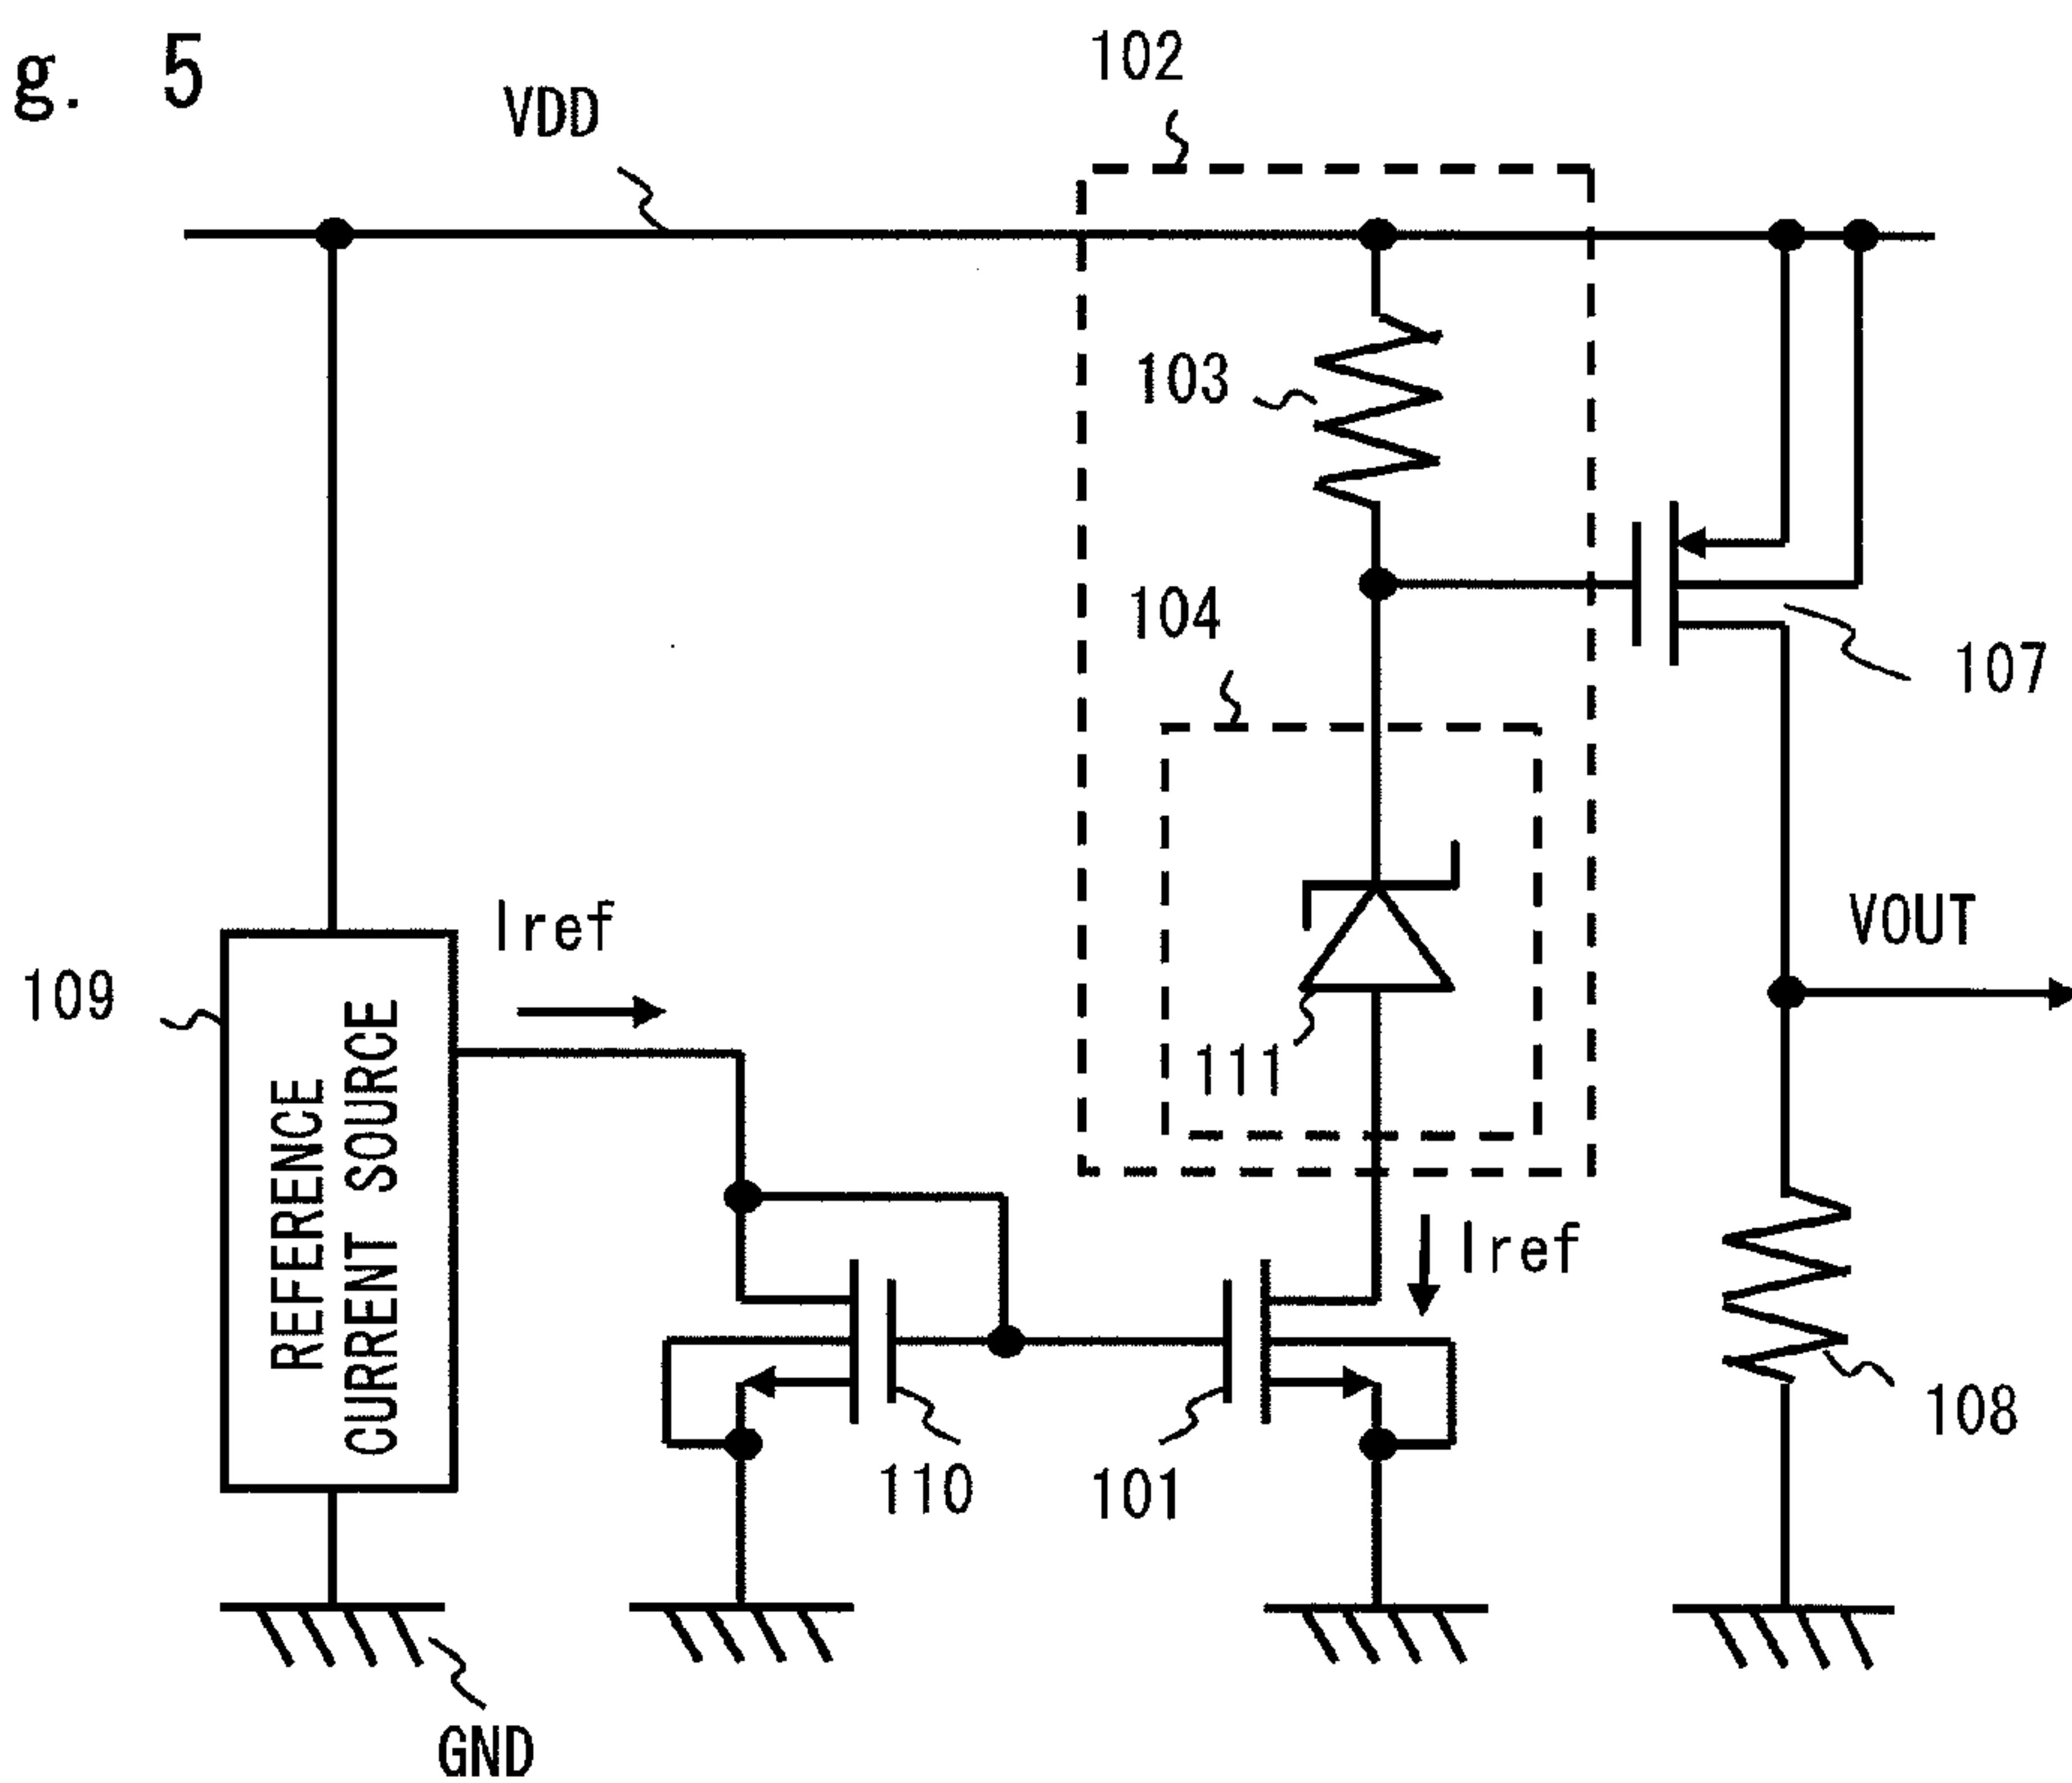 g. 5
102
VDD
103
104
107
Iref
VOUT
109
REFERENCE
CURRENT SOURCE
111
Iref
110
101
108
GND